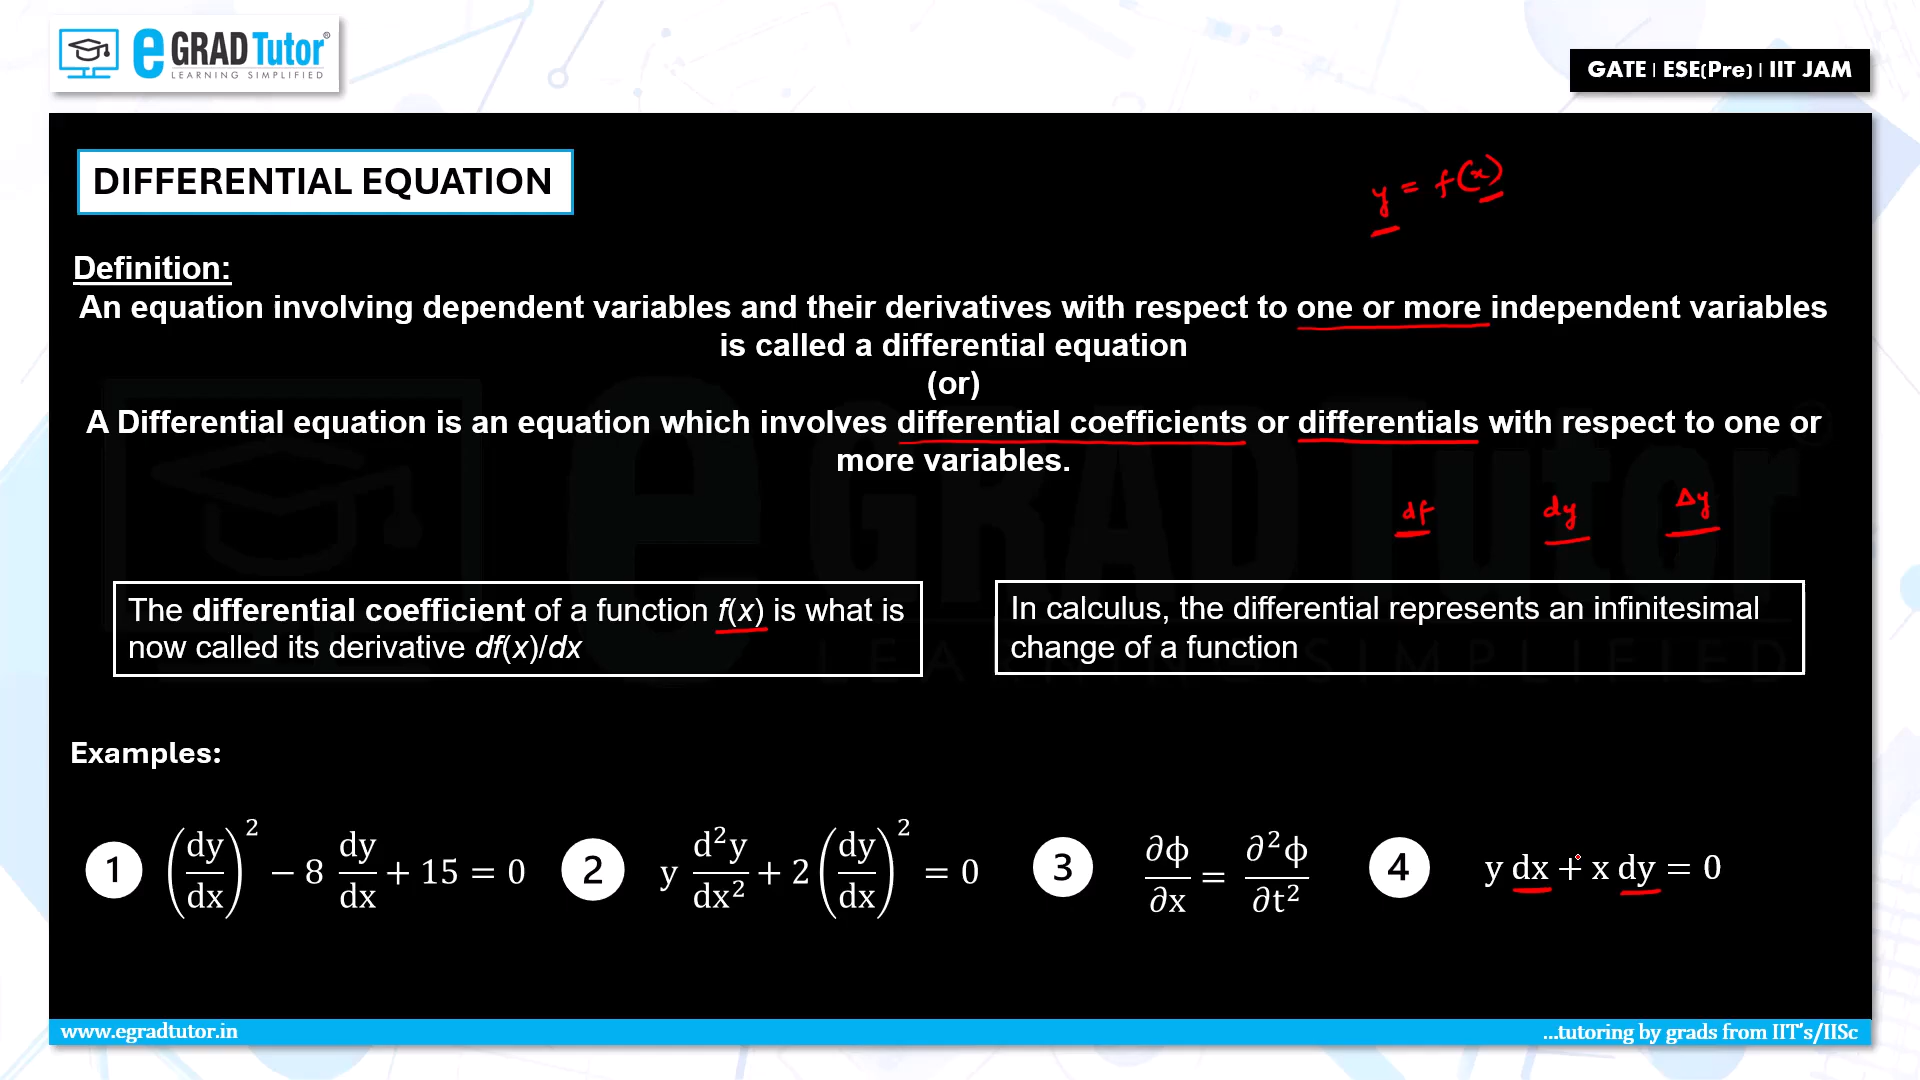 e GRAD Tutor®
LEARNING SIMPLIFIED
GATE | ESE(Pre) | IIT JAM
DIFFERENTIAL EQUATION
y = f(x)
Definition:
An equation involving dependent variables and their derivatives with respect to one or more independent variables
is called a differential equation
(or)
A Differential equation is an equation which involves differential coefficients or differentials with respect to one or
more variables.
df dy Δy
The differential coefficient of a function f(x) is what is
now called its derivative df(x)/dx
In calculus, the differential represents an infinitesimal
change of a function
Examples:
1 (dy/dx)² − 8 dy/dx + 15 = 0
2 y d²y/dx² + 2(dy/dx)² = 0
3 ∂ϕ/∂x = ∂²ϕ/∂t²
4 y dx + x dy = 0
www.egradtutor.in
...tutoring by grads from IIT's/IISc